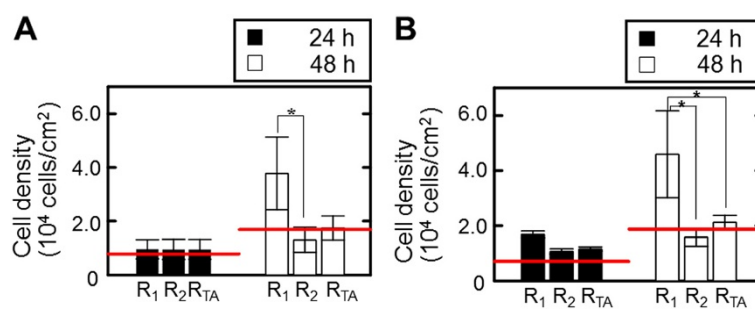 A
24 h
48 h
Cell density
(10⁴ cells/cm²)
6.0
4.0
2.0
0
*
R₁ R₂ R_TA
R₁ R₂ R_TA
B
24 h
48 h
Cell density
(10⁴ cells/cm²)
6.0
4.0
2.0
0
*
*
R₁ R₂ R_TA
R₁ R₂ R_TA